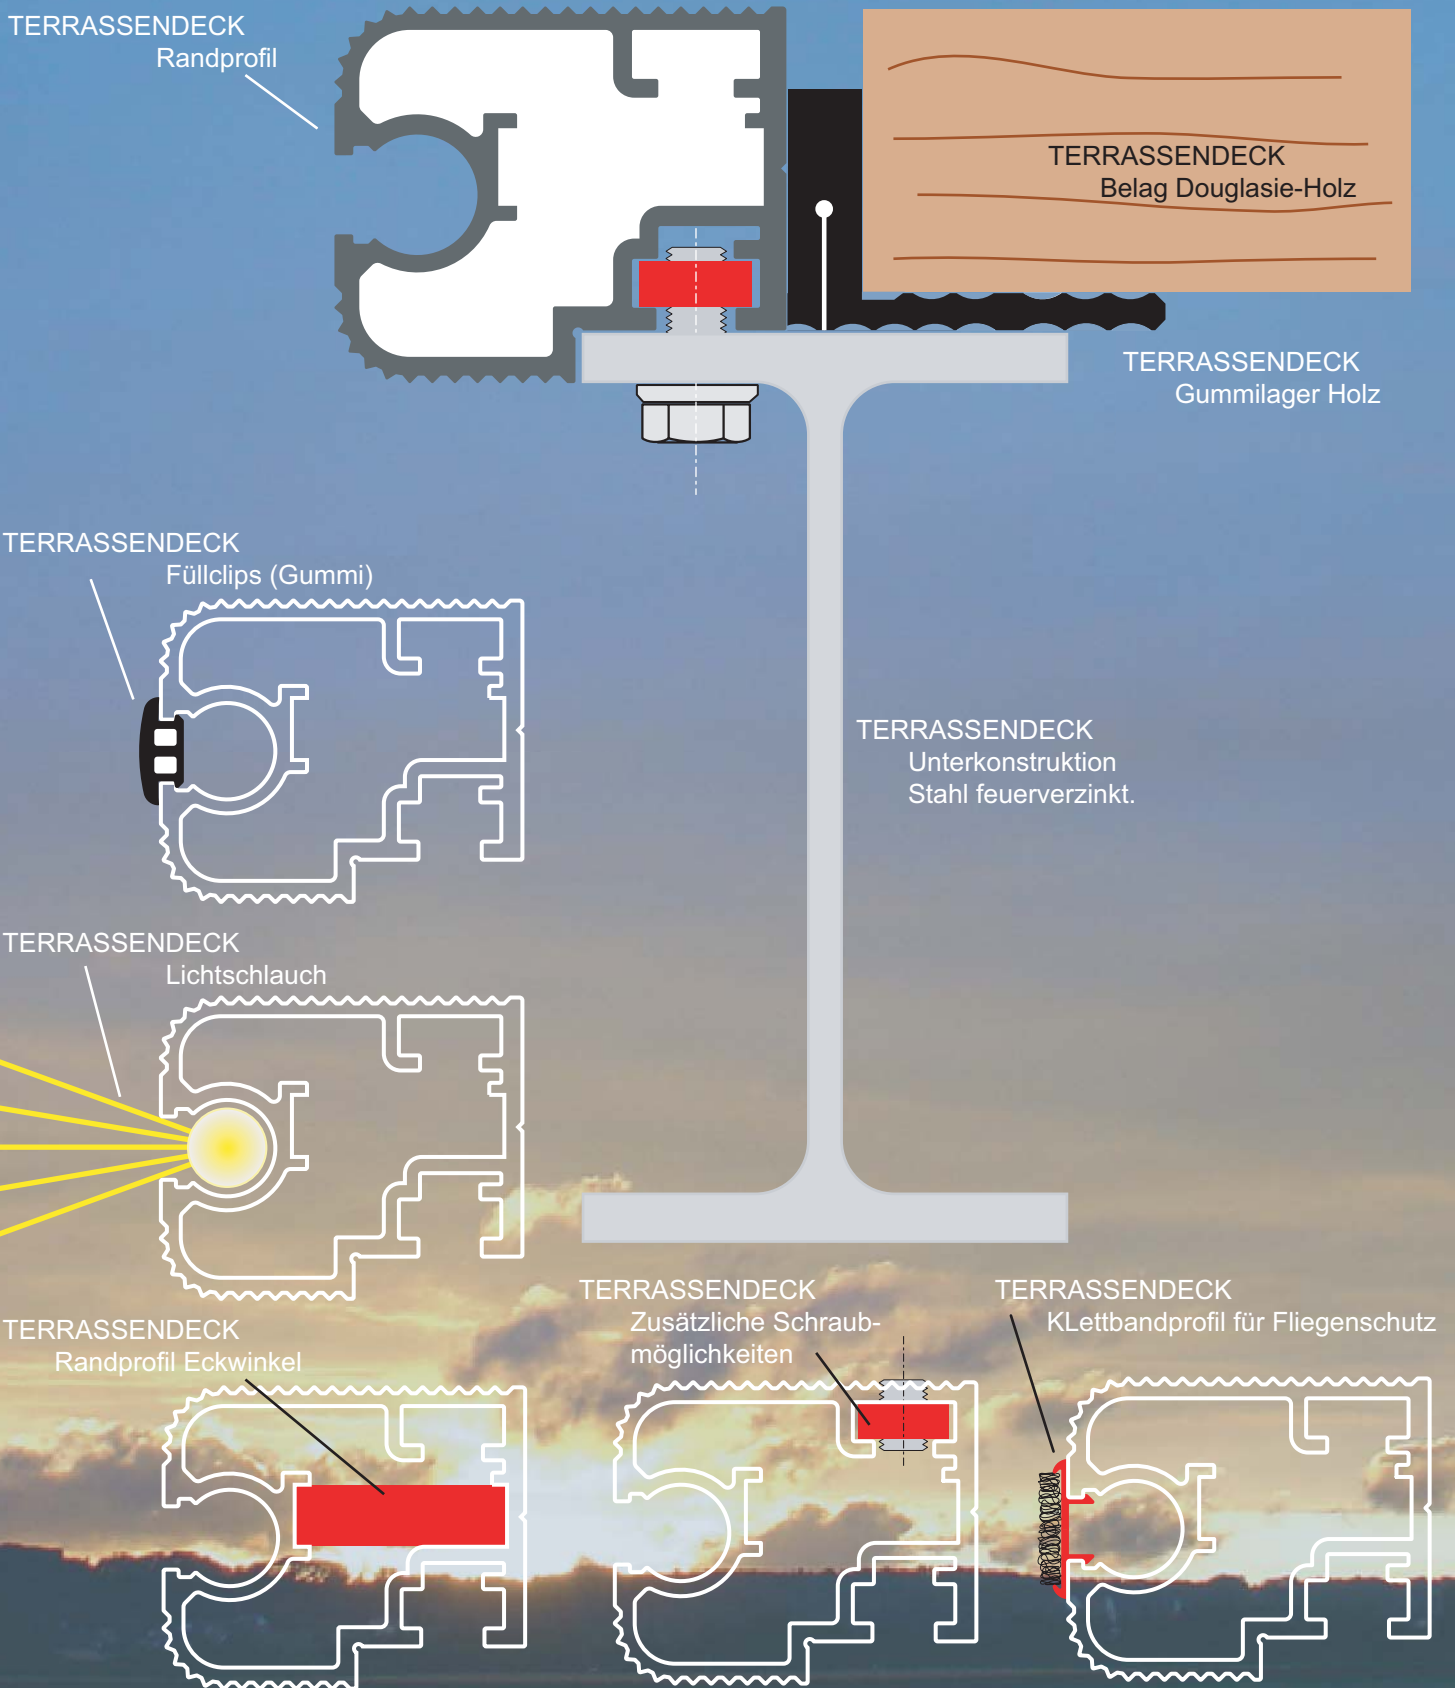 TERRASSENDECK
Randprofil
TERRASSENDECK
Belag Douglasie-Holz
TERRASSENDECK
Gummilager Holz
TERRASSENDECK
Füllclips (Gummi)
TERRASSENDECK
Unterkonstruktion
Stahl feuerverzinkt.
TERRASSENDECK
Lichtschlauch
TERRASSENDECK
Randprofil Eckwinkel
TERRASSENDECK
Zusätzliche Schraub-
möglichkeiten
TERRASSENDECK
KLettbandprofil für Fliegenschutz